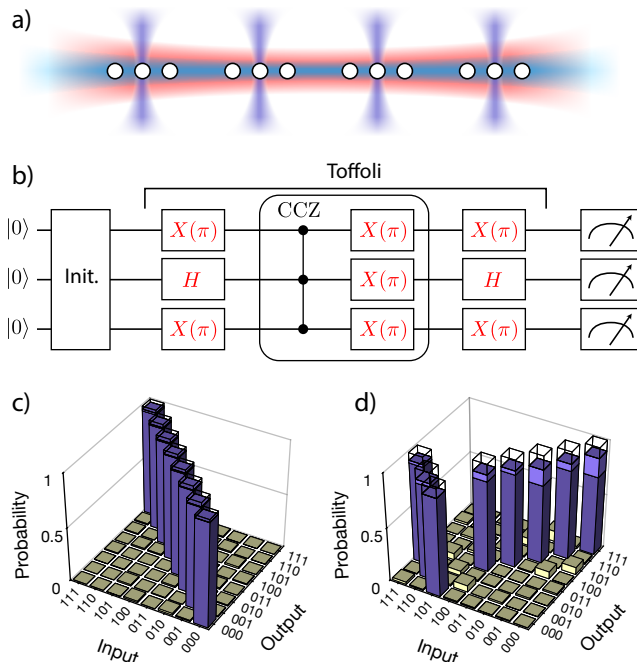 a)
b)
Toffoli
CCZ
|0⟩ X(π) X(π) X(π)
|0⟩ Init. H X(π) H
|0⟩ X(π) X(π) X(π)
c)
d)
Probability
1
0.5
0
111 110 101 100 011 010 001 000
Input
000 001 010 011 100 101 110 111
Output
Probability
1
0.5
0
111 110 101 100 011 010 001 000
Input
000 001 010 011 100 101 110 111
Output